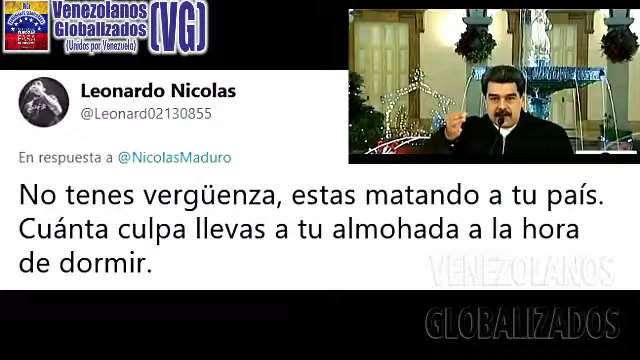 Venezolanos
Globalizados
(Unidos por Venezuela)
(VG)
Leonardo Nicolas
@Leonard02130855
En respuesta a @NicolasMaduro
No tenes vergüenza, estas matando a tu país.
Cuánta culpa llevas a tu almohada a la hora
de dormir.
VENEZOLANOS
GLOBALIZADOS